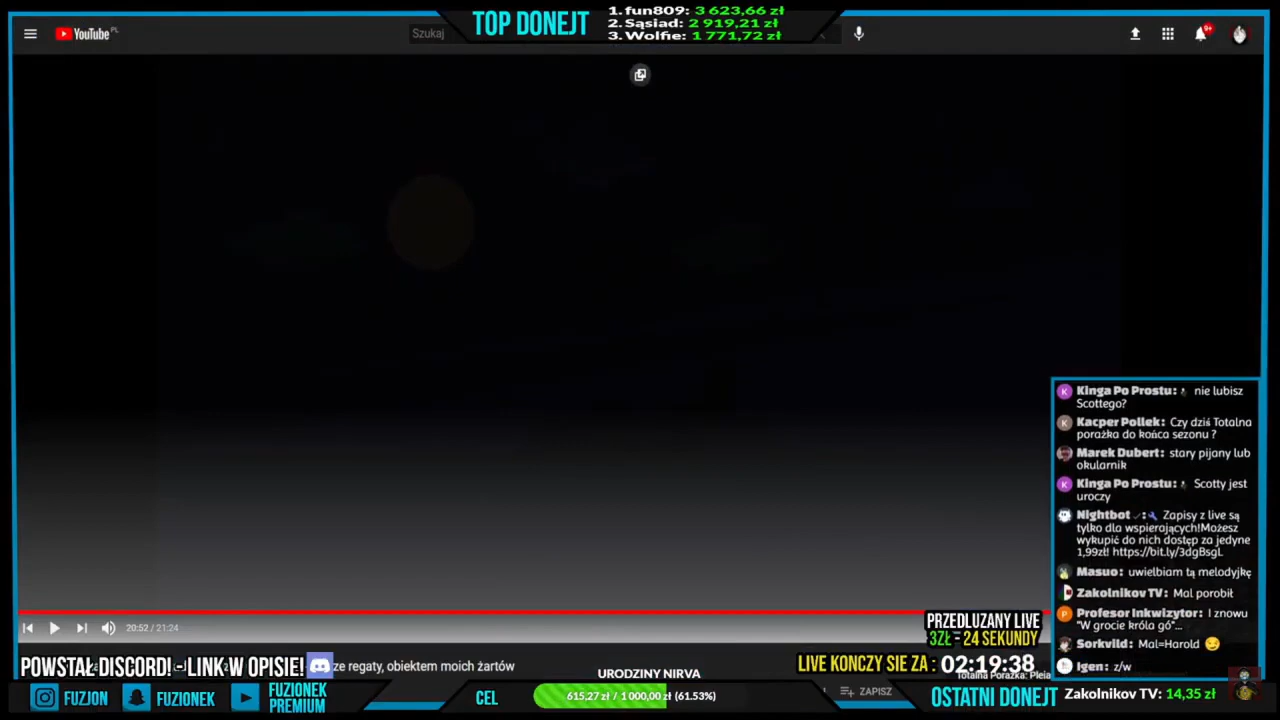 TOP DONEJT
1. fun809: 3 623,66 zł
2. Sąsiad: 2 919,21 zł
3. Wolfie: 1 771,72 zł
YouTube PL
Szukaj
9+
Kinga Po Prostu: nie lubisz
Scottego?
Kacper Pollek: Czy dziś Totalna
porażka do końca sezonu ?
Marek Dubert: stary pijany lub
okularnik
Kinga Po Prostu: Scotty jest
uroczy
Nightbot: Zapisy z live są
tylko dla wspierających!Możesz
wykupić do nich dostęp za jedyne
1,99zł! https://bit.ly/3dgBsgL
Masuo: uwielbiam tą melodyjkę
Zakolnikov TV: Mal porobił
Profesor Inkwizytor: I znowu
"W grocie króla gó"...
Sorkvild: Mal=Harold 😏
Igen: z/w
20:52 / 21:24
PRZEDŁUZANY LIVE
3ZŁ - 24 SEKUNDY
POWSTAŁ DISCORD! - LINK W OPISIE!
ze regaty, obiektem moich żartów
URODZINY NIRVA
LIVE KONCZY SIE ZA : 02:19:38
Totalna Porażka: Plela
FUZJON
FUZIONEK
FUZIONEK
PREMIUM
CEL
615,27 zł / 1 000,00 zł (61.53%)
ZAPISZ
OSTATNI DONEJT
Zakolnikov TV: 14,35 zł